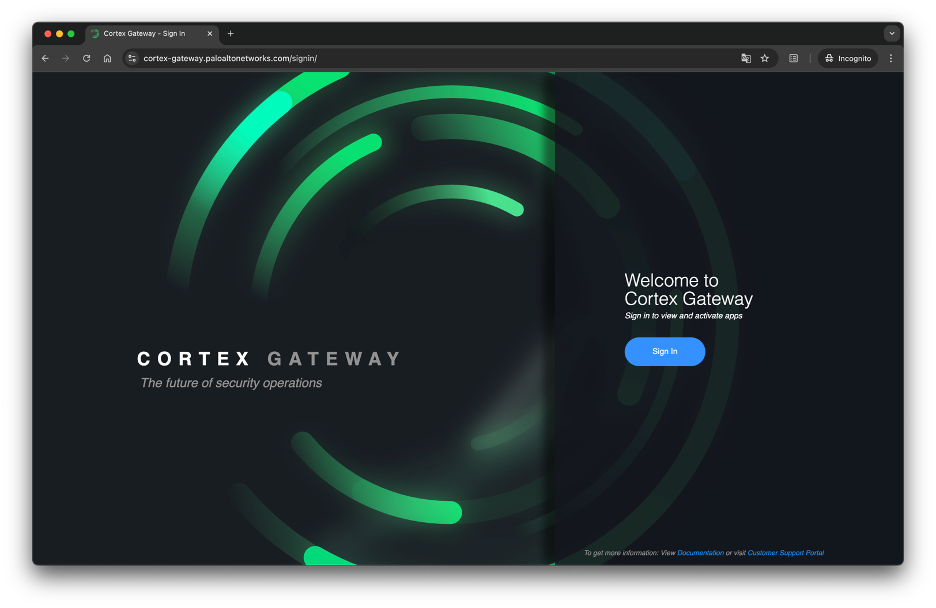 Cortex Gateway - Sign In
cortex-gateway.paloaltonetworks.com/signin/
Incognito
Welcome to
Cortex Gateway
Sign in to view and activate apps
Sign In
CORTEX GATEWAY
The future of security operations
To get more information: View Documentation or visit Customer Support Portal